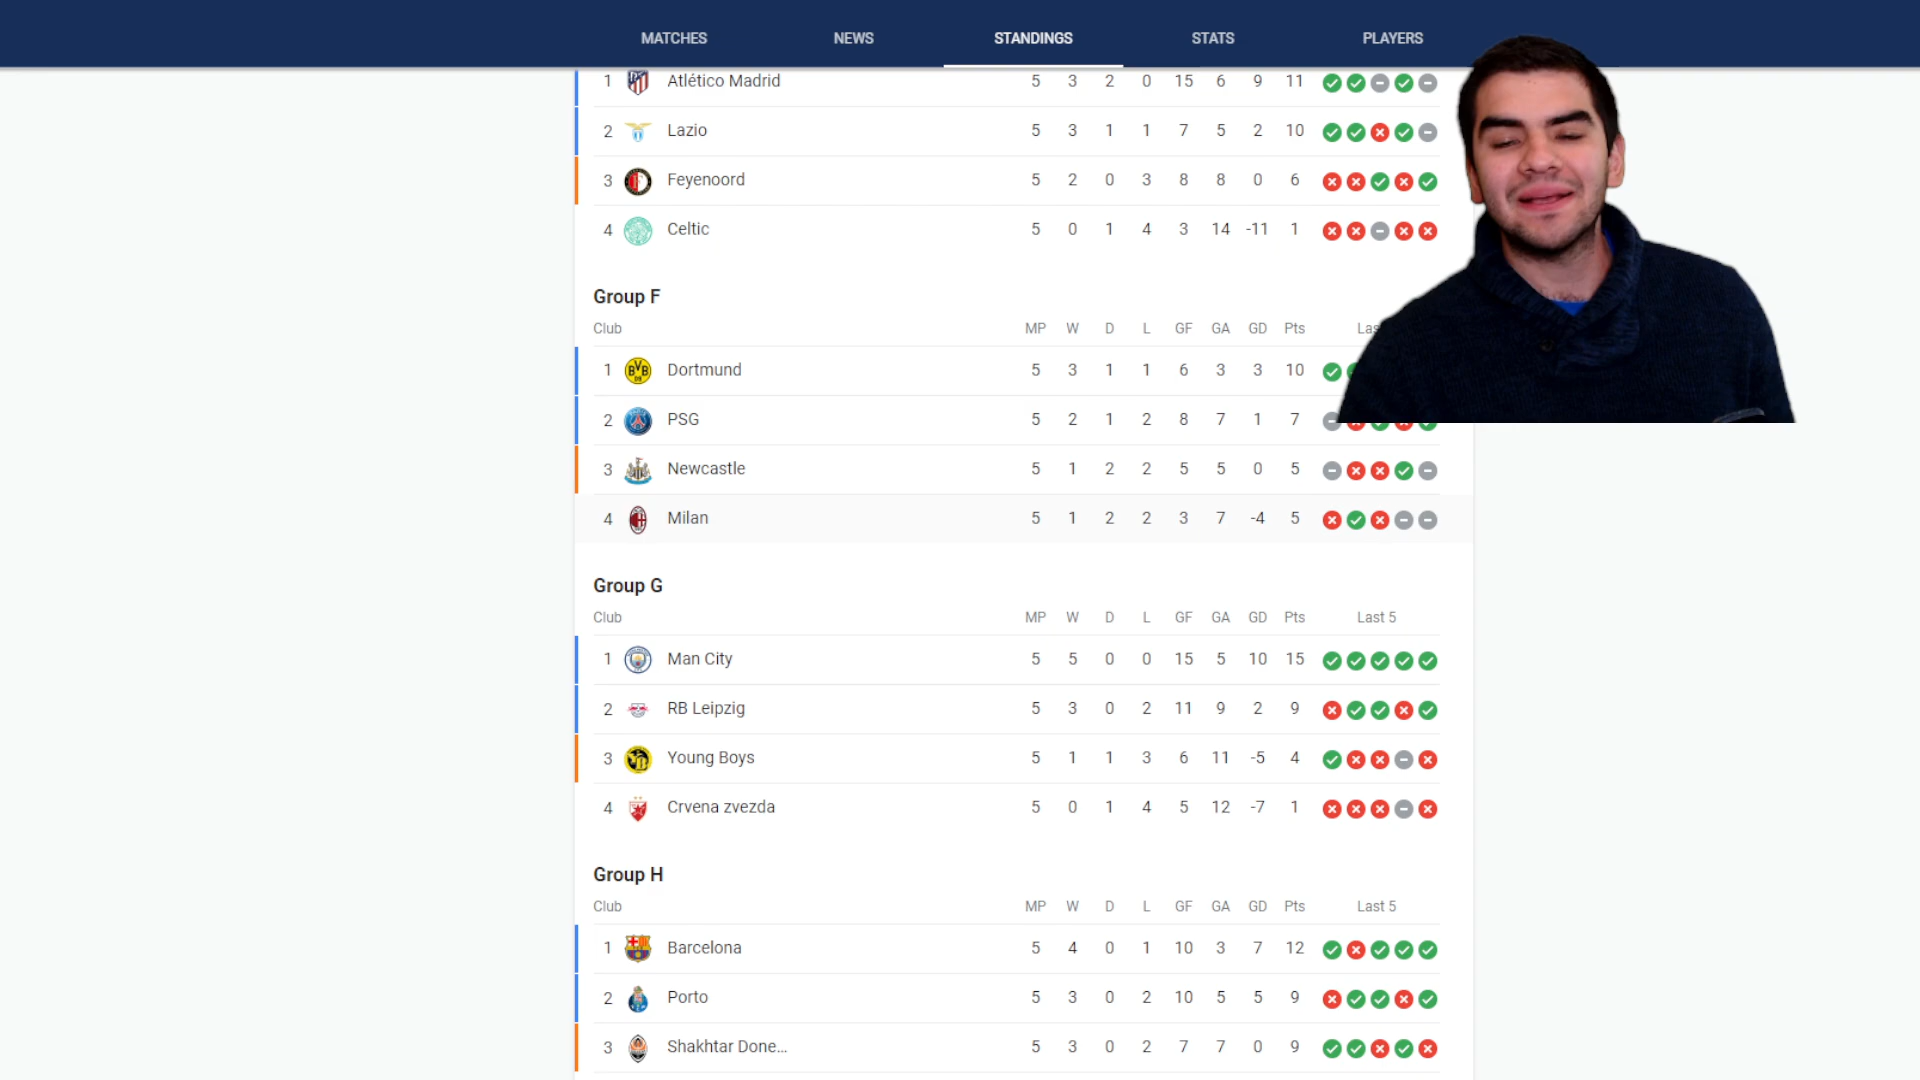 MATCHES NEWS STANDINGS STATS PLAYERS
1 Atlético Madrid 5 3 2 0 15 6 9 11
2 Lazio 5 3 1 1 7 5 2 10
3 Feyenoord 5 2 0 3 8 8 0 6
4 Celtic 5 0 1 4 3 14 -11 1
Group F
Club MP W D L GF GA GD Pts Las
1 Dortmund 5 3 1 1 6 3 3 10
2 PSG 5 2 1 2 8 7 1 7
3 Newcastle 5 1 2 2 5 5 0 5
4 Milan 5 1 2 2 3 7 -4 5
Group G
Club MP W D L GF GA GD Pts Last 5
1 Man City 5 5 0 0 15 5 10 15
2 RB Leipzig 5 3 0 2 11 9 2 9
3 Young Boys 5 1 1 3 6 11 -5 4
4 Crvena zvezda 5 0 1 4 5 12 -7 1
Group H
Club MP W D L GF GA GD Pts Last 5
1 Barcelona 5 4 0 1 10 3 7 12
2 Porto 5 3 0 2 10 5 5 9
3 Shakhtar Done... 5 3 0 2 7 7 0 9